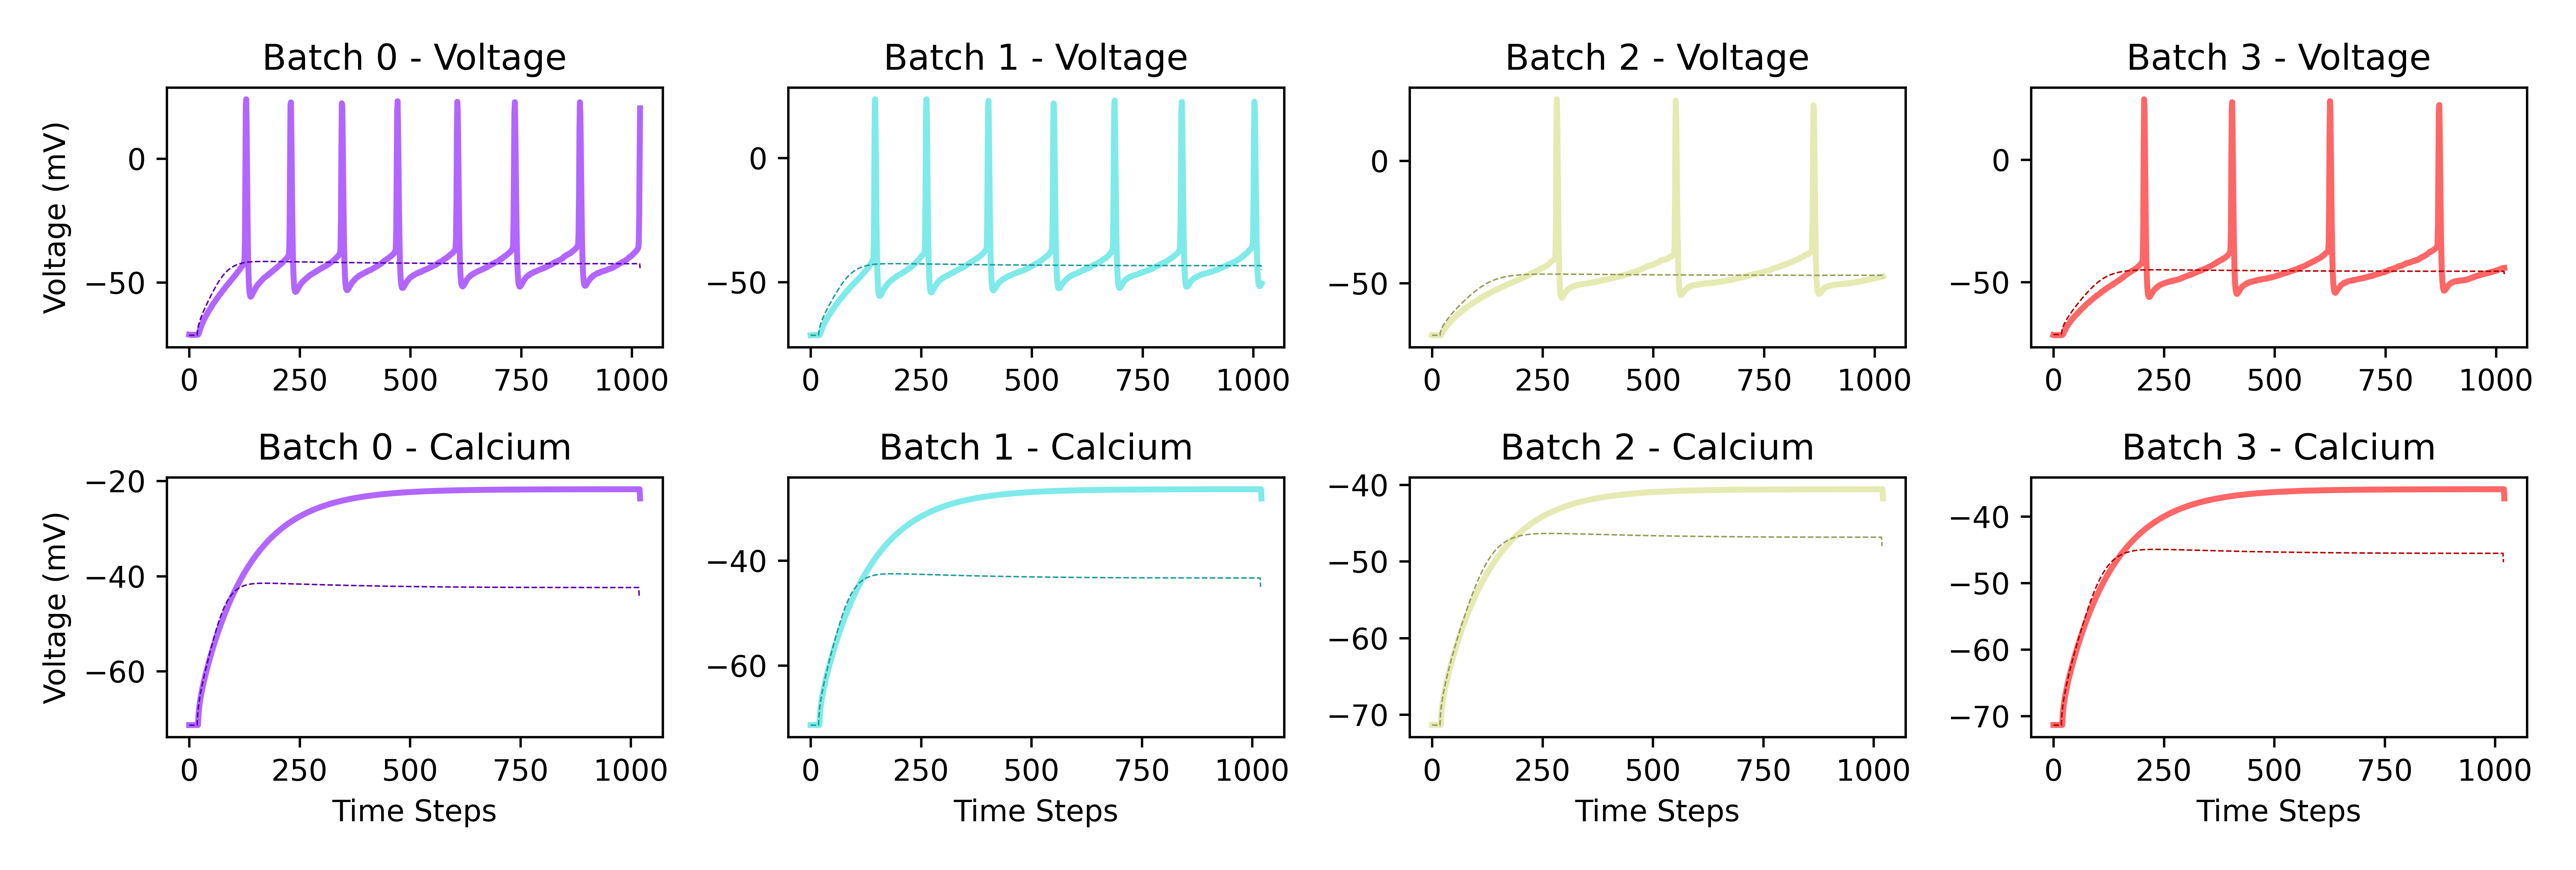 Batch 0 - Voltage
Batch 1 - Voltage
Batch 2 - Voltage
Batch 3 - Voltage
Voltage (mV)
0
−50
0
−50
0
−50
0
−50
0 250 500 750 1000
0 250 500 750 1000
0 250 500 750 1000
0 250 500 750 1000
Batch 0 - Calcium
Batch 1 - Calcium
Batch 2 - Calcium
Batch 3 - Calcium
Voltage (mV)
−20
−40
−60
−40
−60
−40
−50
−60
−70
−40
−50
−60
−70
0 250 500 750 1000
0 250 500 750 1000
0 250 500 750 1000
0 250 500 750 1000
Time Steps
Time Steps
Time Steps
Time Steps